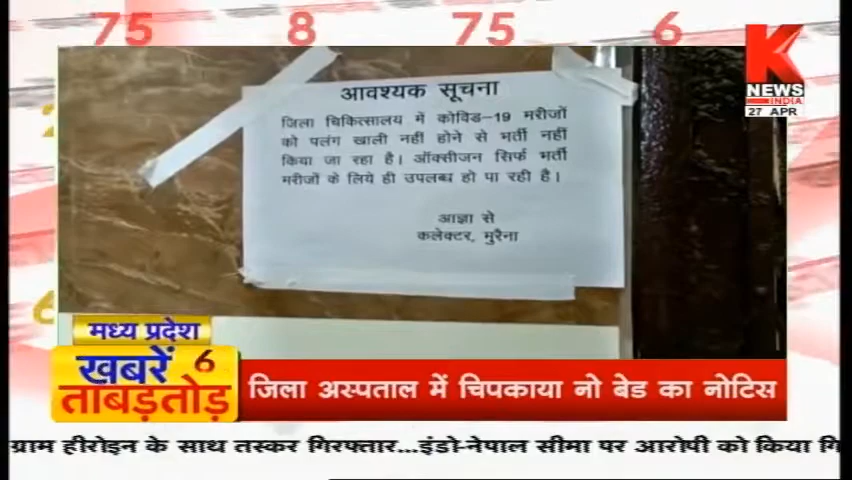 75 8 75 6
K
NEWS
INDIA
27 APR
आवश्यक सूचना
जिला चिकित्सालय में कोविड-19 मरीजों
को पलंग खाली नहीं होने से भर्ती नहीं
किया जा रहा है। ऑक्सीजन सिर्फ भर्ती
मरीजों के लिये ही उपलब्ध हो पा रही है।
आज्ञा से
कलेक्टर, मुरैना
मध्य प्रदेश
खबरें 6
ताबड़तोड़
जिला अस्पताल में चिपकाया नो बेड का नोटिस
ग्राम हीरोइन के साथ तस्कर गिरफ्तार...इंडो-नेपाल सीमा पर आरोपी को किया